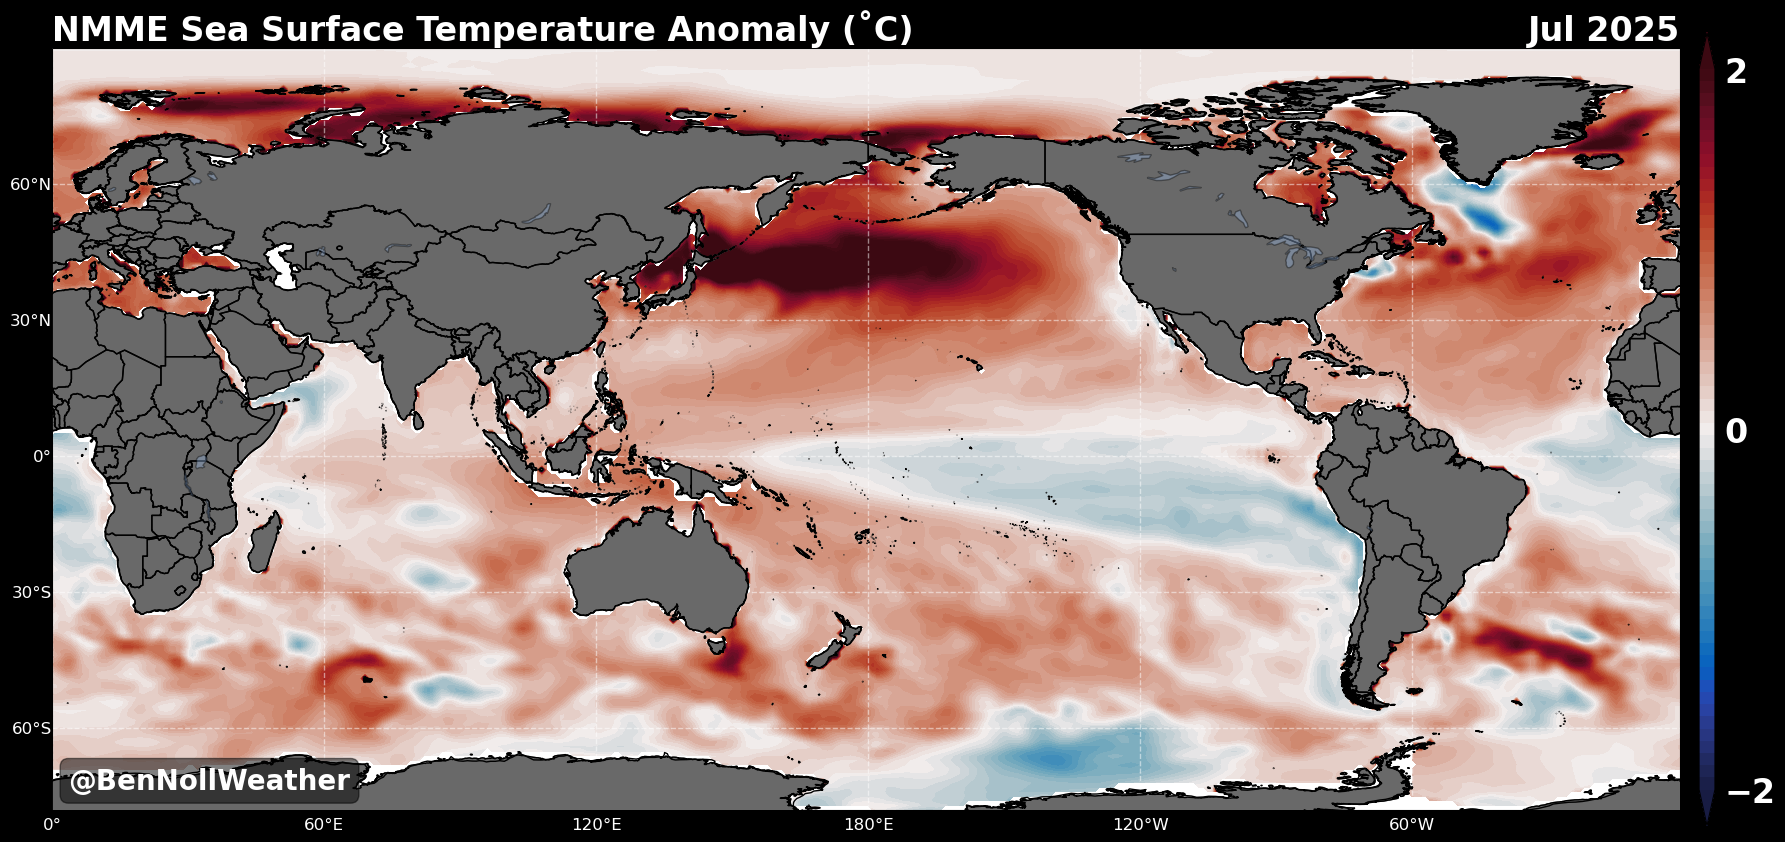 NMME Sea Surface Temperature Anomaly (˚C)
Jul 2025
2
0
−2
60°N
30°N
0°
30°S
60°S
@BenNollWeather
0°
60°E
120°E
180°E
120°W
60°W